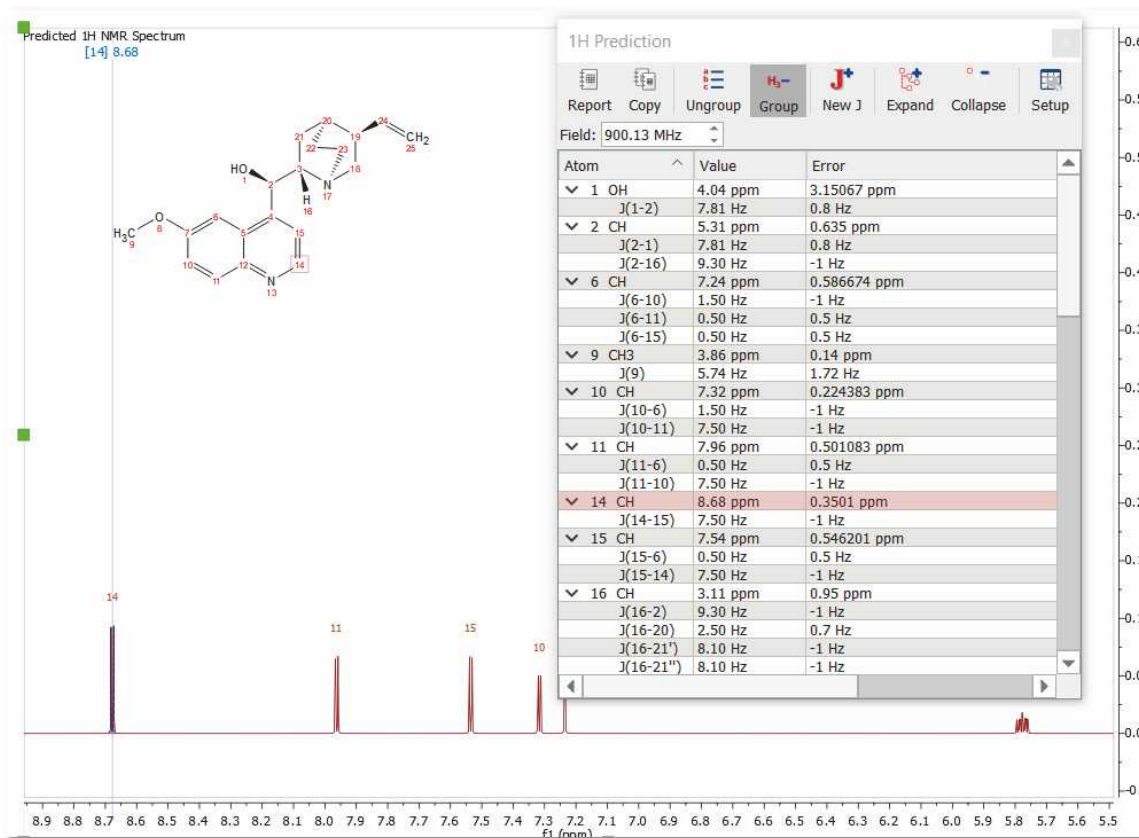 Predicted 1H NMR Spectrum
[14] 8.68
20
24
CH2
25
21
19
22
23
18
3
HO
1
2
N
17
H
16
4
O
8
6
15
H3C
9
7
5
10
12
14
11
N
13
1H Prediction
Report Copy Ungroup Group New J Expand Collapse Setup
Field: 900.13 MHz
Atom Value Error
1 OH 4.04 ppm 3.15067 ppm
J(1-2) 7.81 Hz 0.8 Hz
2 CH 5.31 ppm 0.635 ppm
J(2-1) 7.81 Hz 0.8 Hz
J(2-16) 9.30 Hz -1 Hz
6 CH 7.24 ppm 0.586674 ppm
J(6-10) 1.50 Hz -1 Hz
J(6-11) 0.50 Hz 0.5 Hz
J(6-15) 0.50 Hz 0.5 Hz
9 CH3 3.86 ppm 0.14 ppm
J(9) 5.74 Hz 1.72 Hz
10 CH 7.32 ppm 0.224383 ppm
J(10-6) 1.50 Hz -1 Hz
J(10-11) 7.50 Hz -1 Hz
11 CH 7.96 ppm 0.501083 ppm
J(11-6) 0.50 Hz 0.5 Hz
J(11-10) 7.50 Hz -1 Hz
14 CH 8.68 ppm 0.3501 ppm
J(14-15) 7.50 Hz -1 Hz
15 CH 7.54 ppm 0.546201 ppm
J(15-6) 0.50 Hz 0.5 Hz
J(15-14) 7.50 Hz -1 Hz
16 CH 3.11 ppm 0.95 ppm
J(16-2) 9.30 Hz -1 Hz
J(16-20) 2.50 Hz 0.7 Hz
J(16-21') 8.10 Hz -1 Hz
J(16-21") 8.10 Hz -1 Hz
14
11
15
10
8.9 8.8 8.7 8.6 8.5 8.4 8.3 8.2 8.1 8.0 7.9 7.8 7.7 7.6 7.5 7.4 7.3 7.2 7.1 7.0 6.9 6.8 6.7 6.6 6.5 6.4 6.3 6.2 6.1 6.0 5.9 5.8 5.7 5.6 5.5
f1 (ppm)